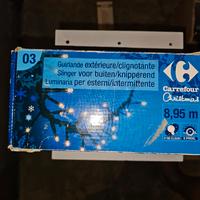 03
Guirlande extérieure/clignotante
Slinger voor buiten/knipperend
Luminaria per esterni/intermittente
Carrefour
Christmas
8,95 m